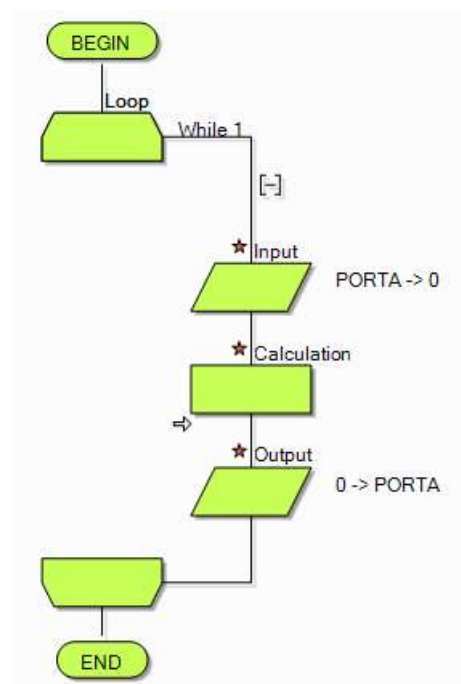 BEGIN
Loop
While 1
[-]
Input
PORTA -> 0
Calculation
Output
0 -> PORTA
END